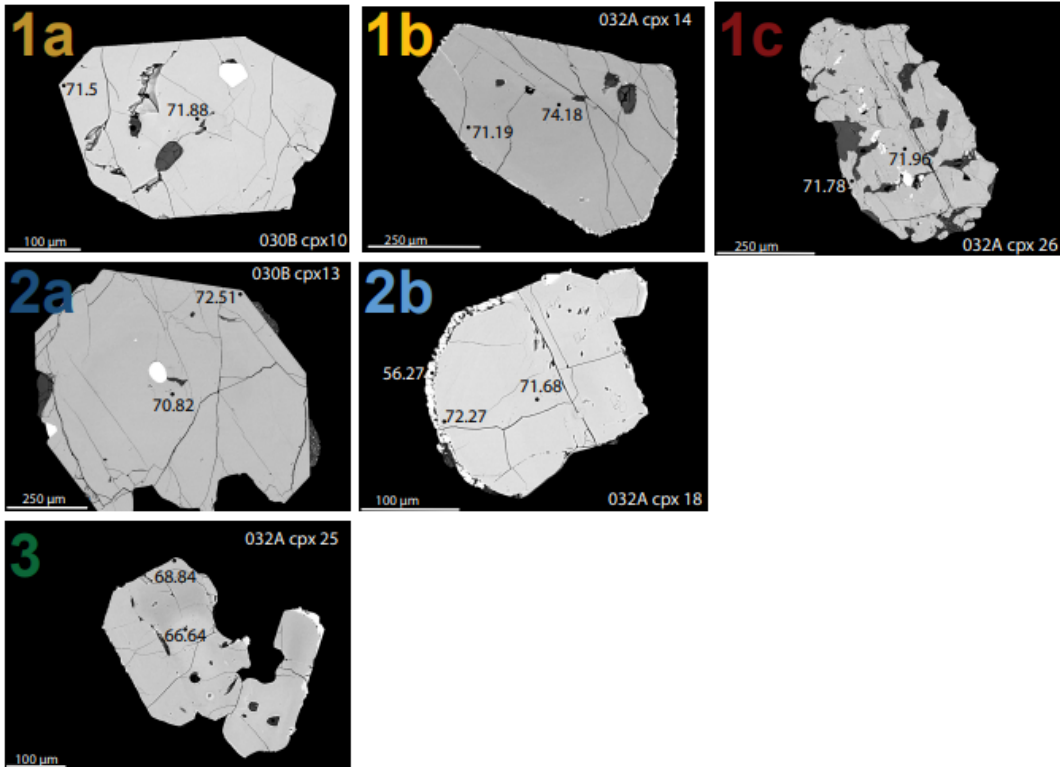 1a
71.5
71.88
100 µm
030B cpx10
1b
032A cpx 14
74.18
71.19
250 µm
1c
71.96
71.78
250 µm
032A cpx 26
2a
030B cpx13
72.51
70.82
250 µm
2b
56.27
71.68
72.27
100 µm
032A cpx 18
3
032A cpx 25
68.84
66.64
100 µm